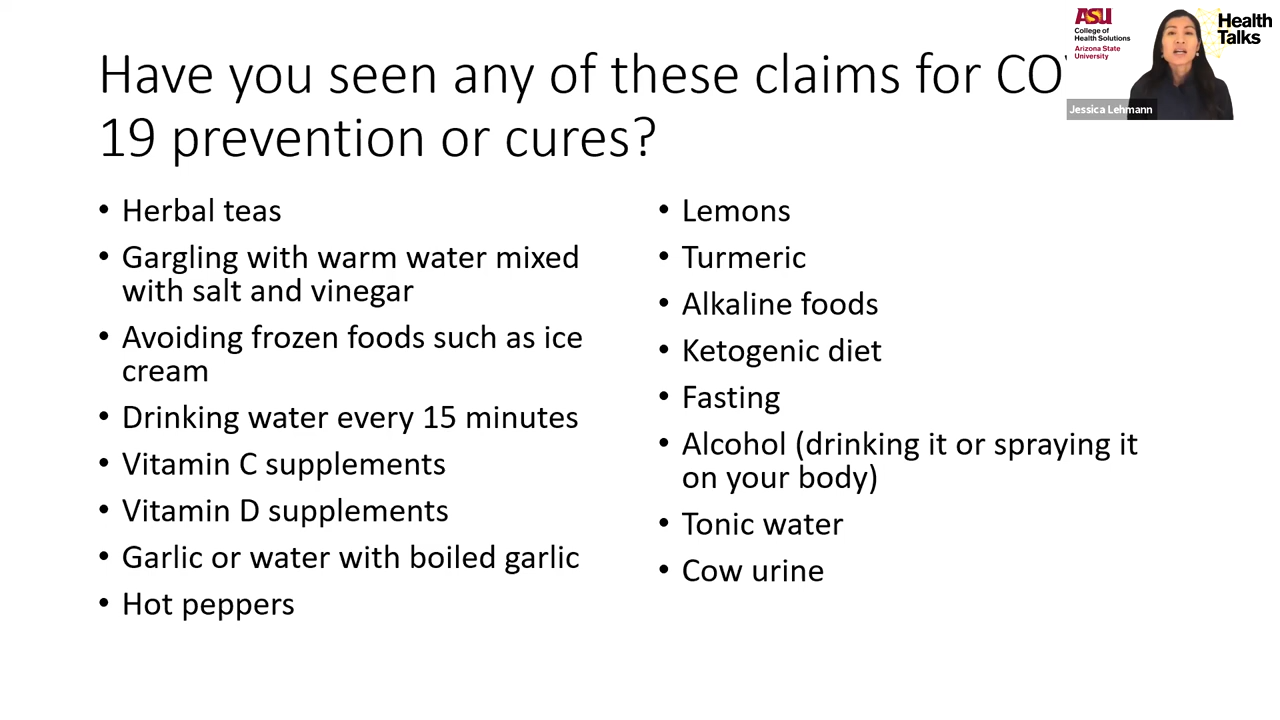 Have you seen any of these claims for
19 prevention or cures?
• Herbal teas
• Gargling with warm water mixed
with salt and vinegar
• Avoiding frozen foods such as ice
cream
• Drinking water every 15 minutes
• Vitamin C supplements
• Vitamin D supplements
• Garlic or water with boiled garlic
• Hot peppers
• Lemons
• Turmeric
• Alkaline foods
• Ketogenic diet
• Fasting
• Alcohol (drinking it or spraying it
on your body)
• Tonic water
• Cow urine
ASU
College of
Health Solutions
Arizona State
University
Health
Talks
Jessica Lehmann